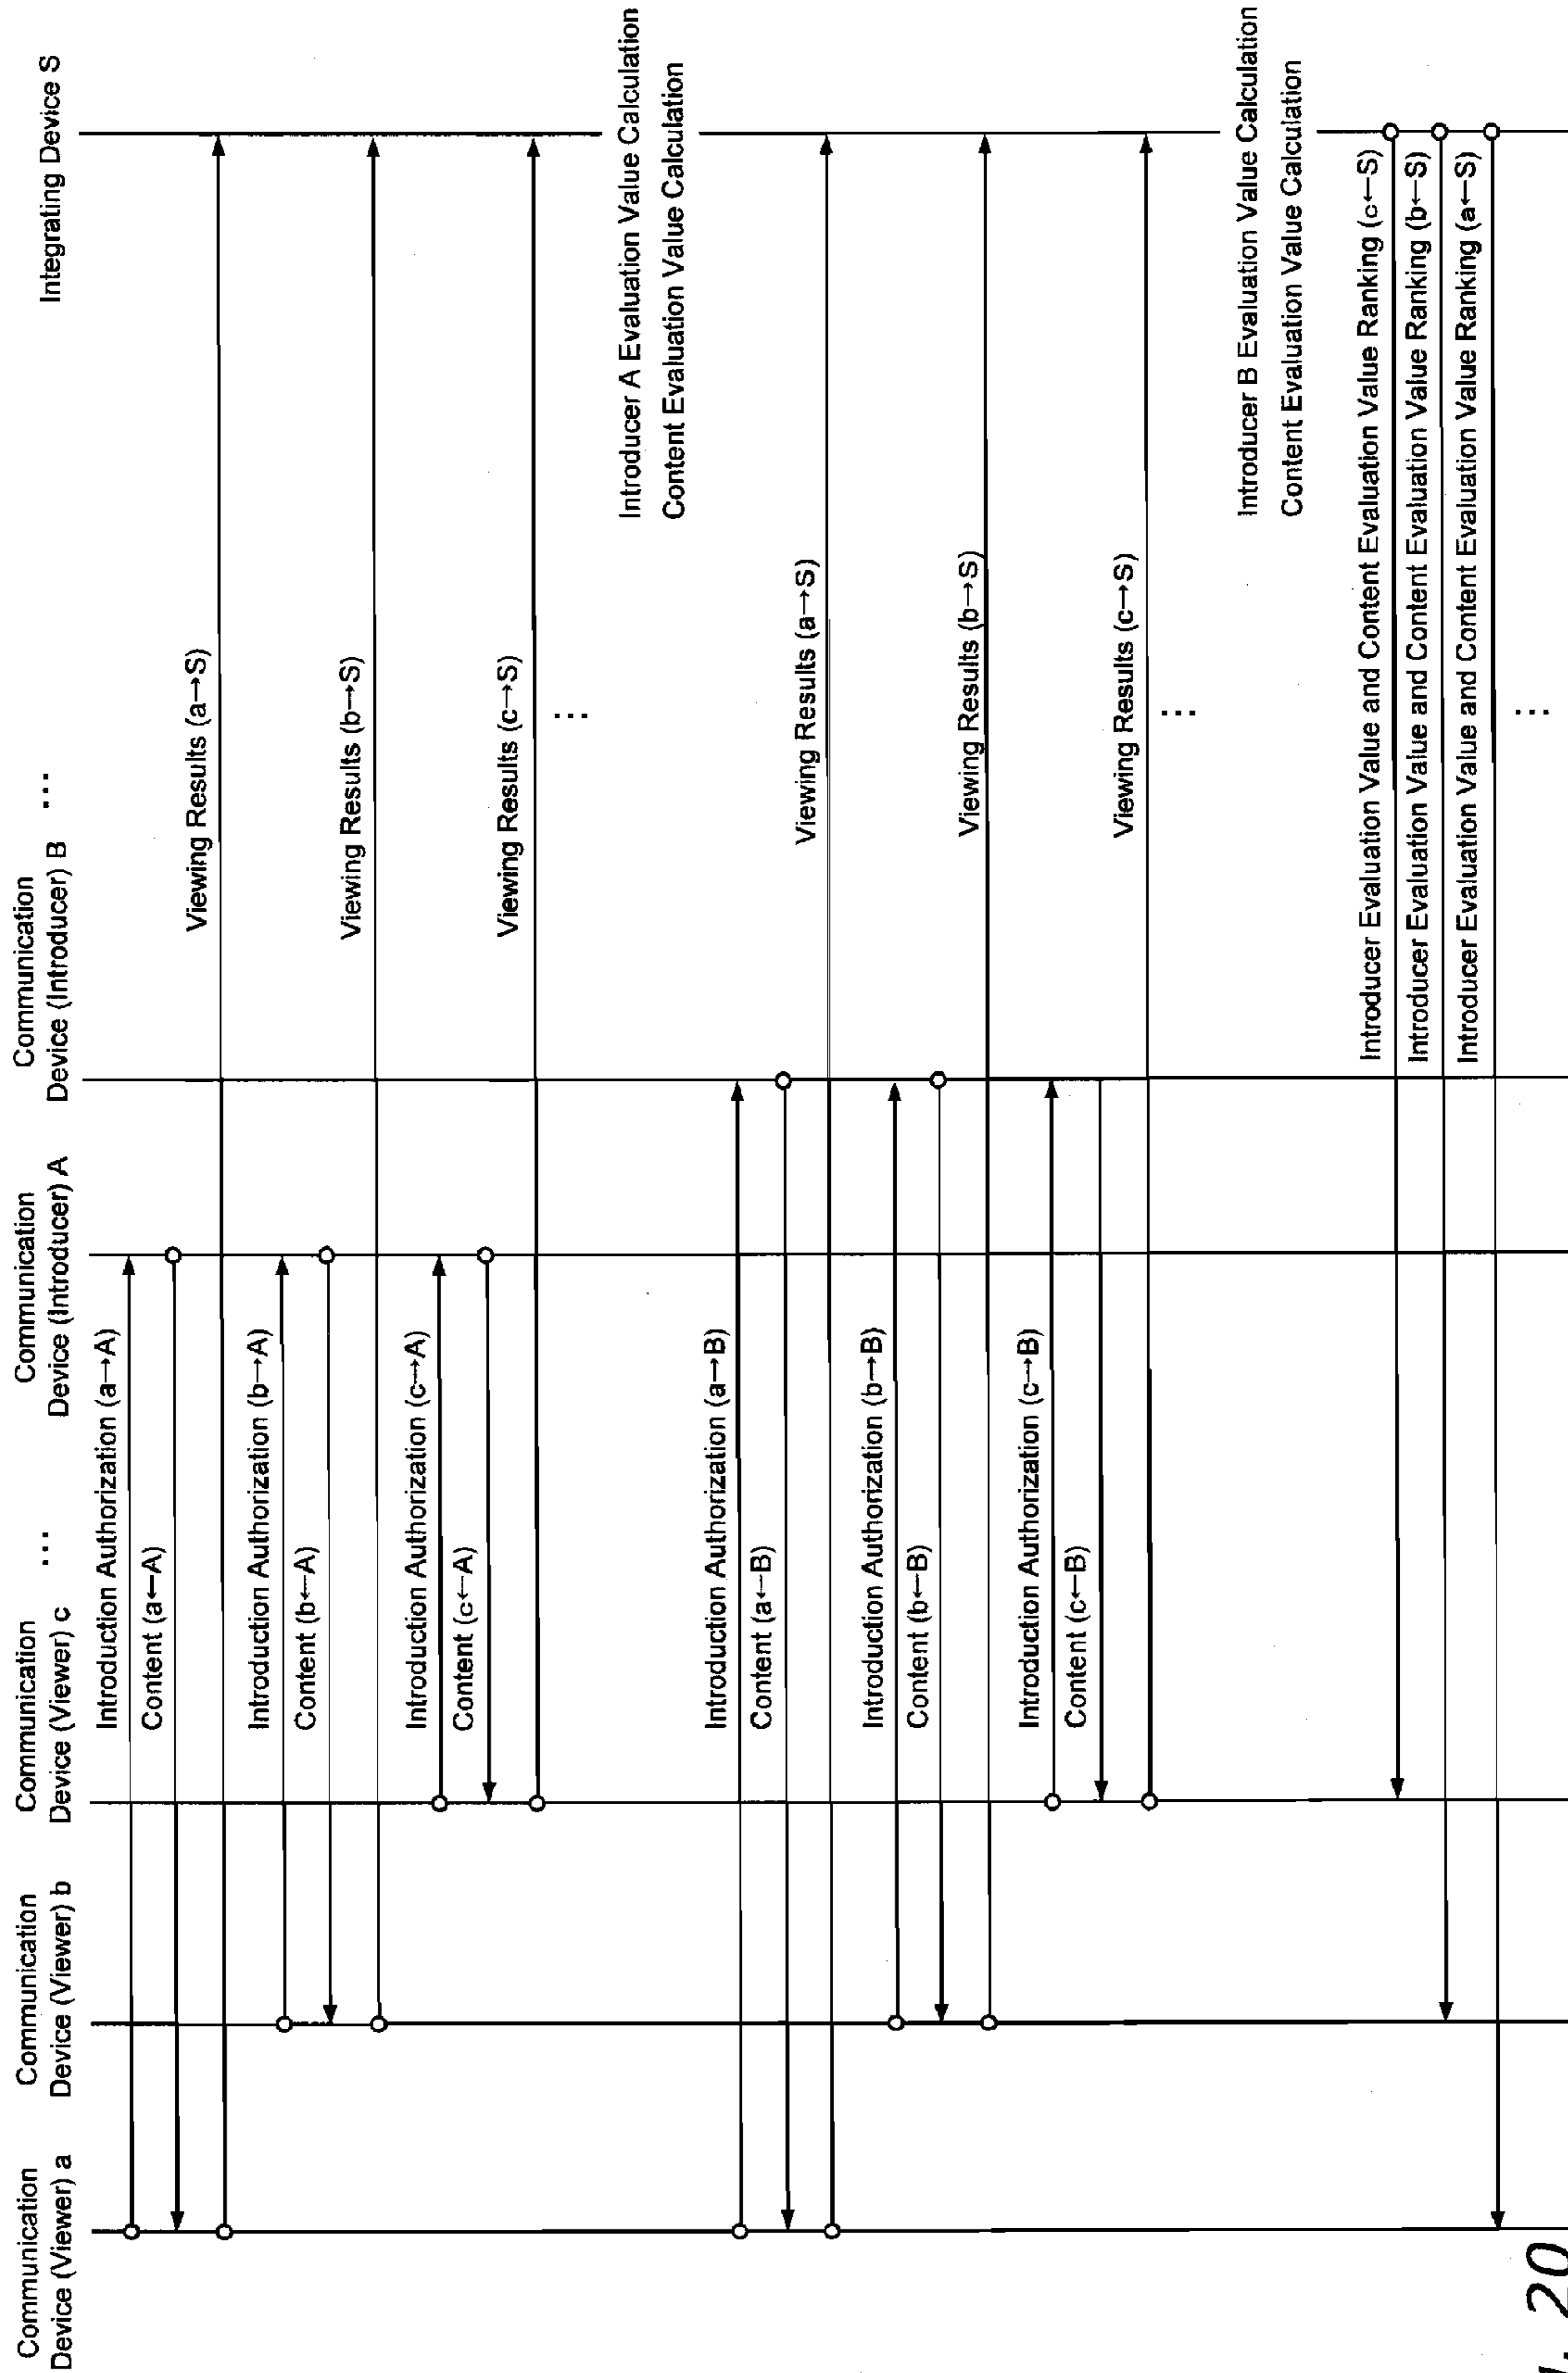 Communication
Device (Viewer) a
Communication
Device (Viewer) b
Communication
Device (Viewer) c
...
Communication
Device (Introducer) A
Communication
Device (Introducer) B
...
Integrating Device S
Introduction Authorization (a→A)
Content (a←A)
Viewing Results (a→S)
Introduction Authorization (b→A)
Content (b←A)
Viewing Results (b→S)
Introduction Authorization (c→A)
Content (c←A)
Viewing Results (c→S)
...
Introducer A Evaluation Value Calculation
Content Evaluation Value Calculation
Introduction Authorization (a→B)
Content (a←B)
Viewing Results (a→S)
Introduction Authorization (b→B)
Content (b←B)
Viewing Results (b→S)
Introduction Authorization (c→B)
Content (c←B)
Viewing Results (c→S)
...
Introducer B Evaluation Value Calculation
Content Evaluation Value Calculation
Introducer Evaluation Value and Content Evaluation Value Ranking (c←S)
Introducer Evaluation Value and Content Evaluation Value Ranking (b←S)
Introducer Evaluation Value and Content Evaluation Value Ranking (a←S)
...
20